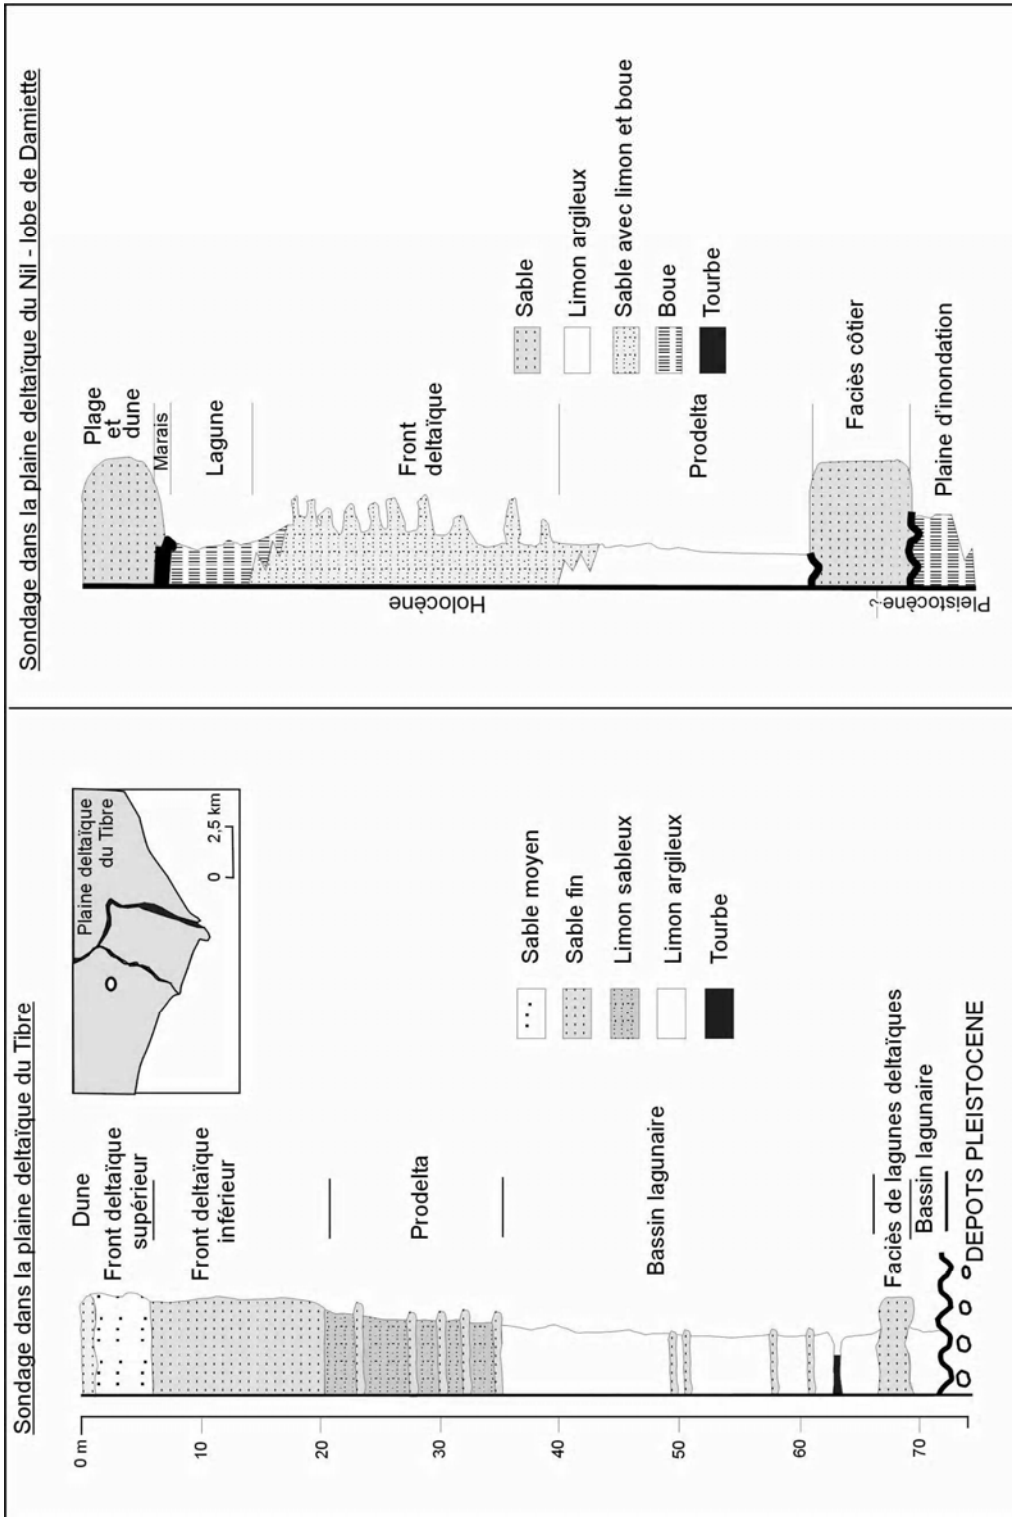 Sondage dans la plaine deltaïque du Tibre
Dune
Front deltaïque
supérieur
Front deltaïque
inférieur
Prodelta
Bassin lagunaire
Faciès de lagunes deltaïques
Bassin lagunaire
DEPOTS PLEISTOCENE
0 m
10
20
30
40
50
60
70
Plaine deltaïque
du Tibre
0
2,5 km
Sable moyen
Sable fin
Limon sableux
Limon argileux
Tourbe
Sondage dans la plaine deltaïque du Nil - lobe de Damiette
Plage
et
dune
Marais
Lagune
Front
deltaïque
Prodelta
Faciès côtier
Plaine d'inondation
Holocène
?
Pleistocène
Sable
Limon argileux
Sable avec limon et boue
Boue
Tourbe